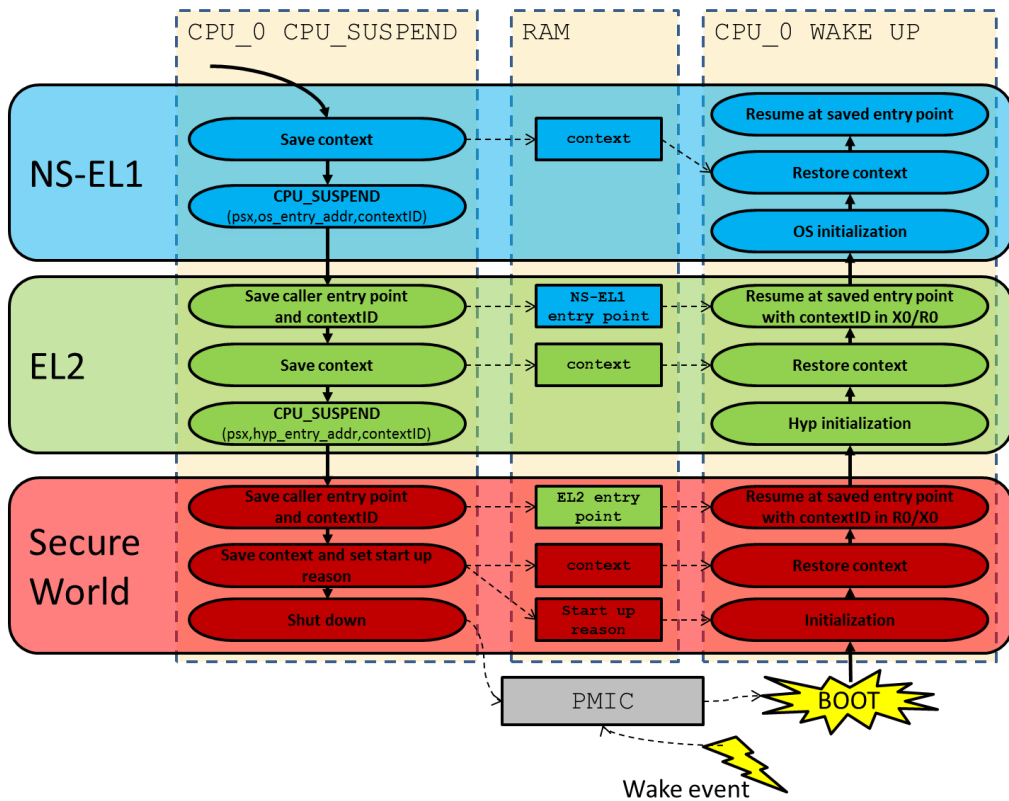 CPU_0 CPU_SUSPEND
RAM
CPU_0 WAKE UP
NS-EL1
Save context
CPU_SUSPEND
(psx,os_entry_addr,contextID)
context
Resume at saved entry point
Restore context
OS initialization
EL2
Save caller entry point
and contextID
Save context
CPU_SUSPEND
(psx,hyp_entry_addr,contextID)
NS-EL1
entry point
context
Resume at saved entry point
with contextID in X0/R0
Restore context
Hyp initialization
Secure
World
Save caller entry point
and contextID
Save context and set start up
reason
Shut down
EL2 entry
point
context
Start up
reason
Resume at saved entry point
with contextID in R0/X0
Restore context
Initialization
PMIC
BOOT
Wake event